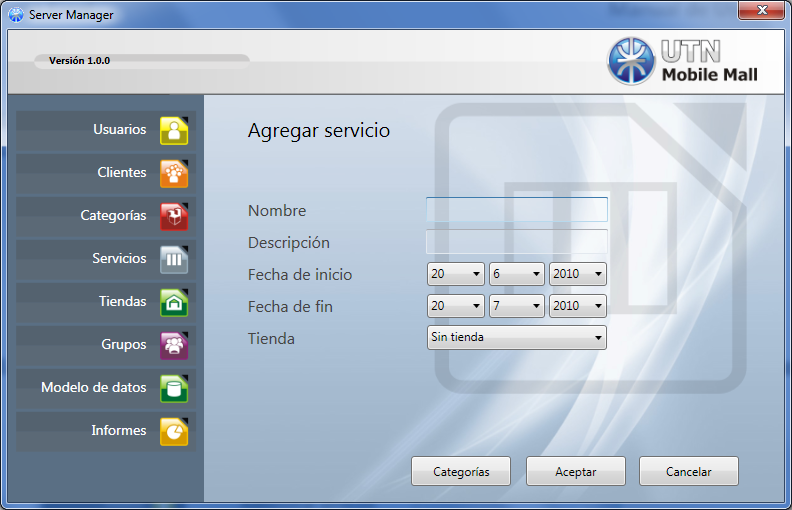 Server Manager
Versión 1.0.0
UTN
Mobile Mall
Usuarios
Clientes
Categorías
Servicios
Tiendas
Grupos
Modelo de datos
Informes
Agregar servicio
Nombre
Descripción
Fecha de inicio 20 6 2010
Fecha de fin 20 7 2010
Tienda Sin tienda
Categorías Aceptar Cancelar